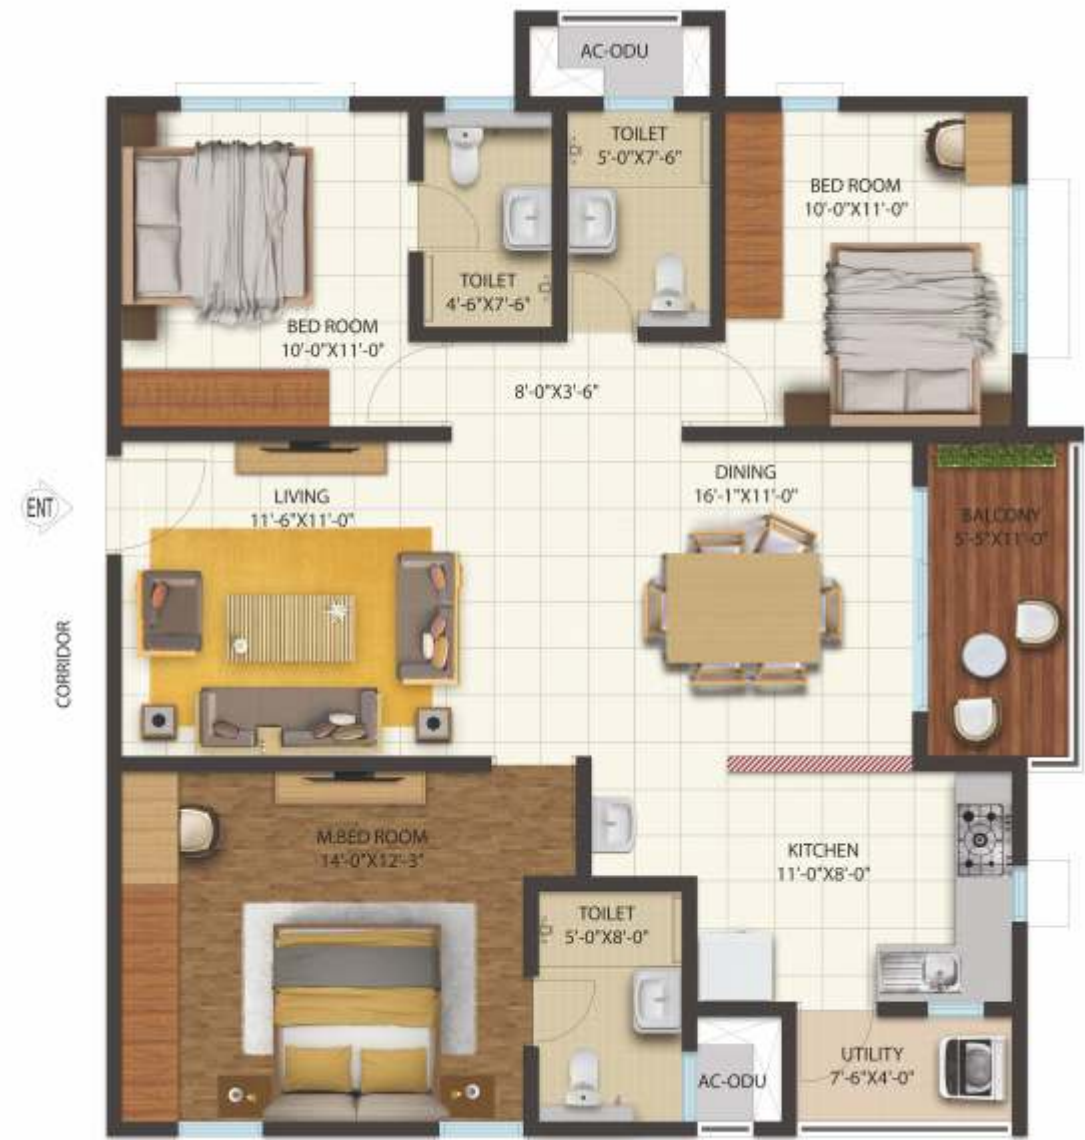 AC-ODU
TOILET
5'-0"X7'-6"
BED ROOM
10'-0"X11'-0"
TOILET
4'-6"X7'-6"
BED ROOM
10'-0"X11'-0"
8'-0"X3'-6"
ENT
CORRIDOR
LIVING
11'-6"X11'-0"
DINING
16'-1"X11'-0"
BALCONY
5'-5"X11'-0"
M.BED ROOM
14'-0"X12'-3"
KITCHEN
11'-0"X8'-0"
TOILET
5'-0"X8'-0"
AC-ODU
UTILITY
7'-6"X4'-0"